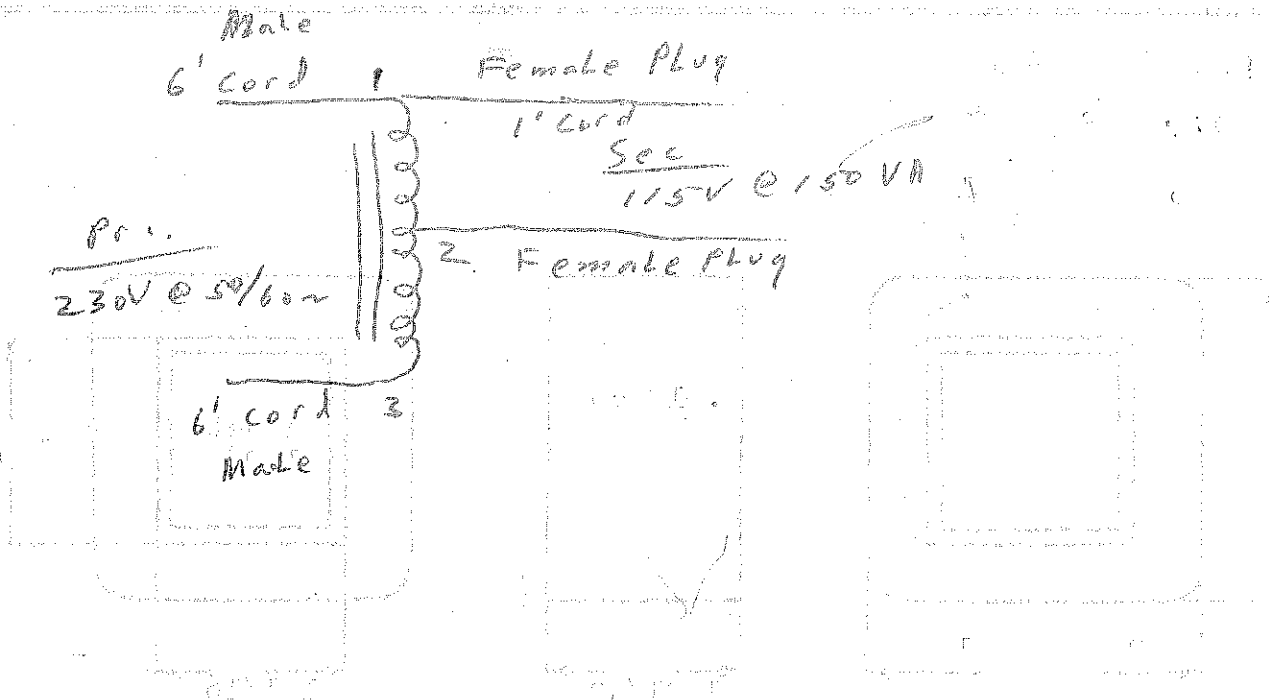 Male
6' Cord 1 Female Plug
1' Cord
Sec
115V @ 150 VA
Pri.
230V @ 50/60~
2 Female Plug
6' Cord 3
Male